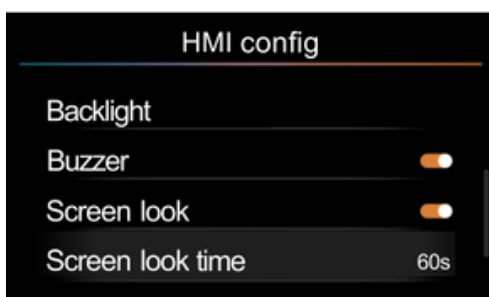 HMI config
Backlight
Buzzer
Screen look
Screen look time 60s